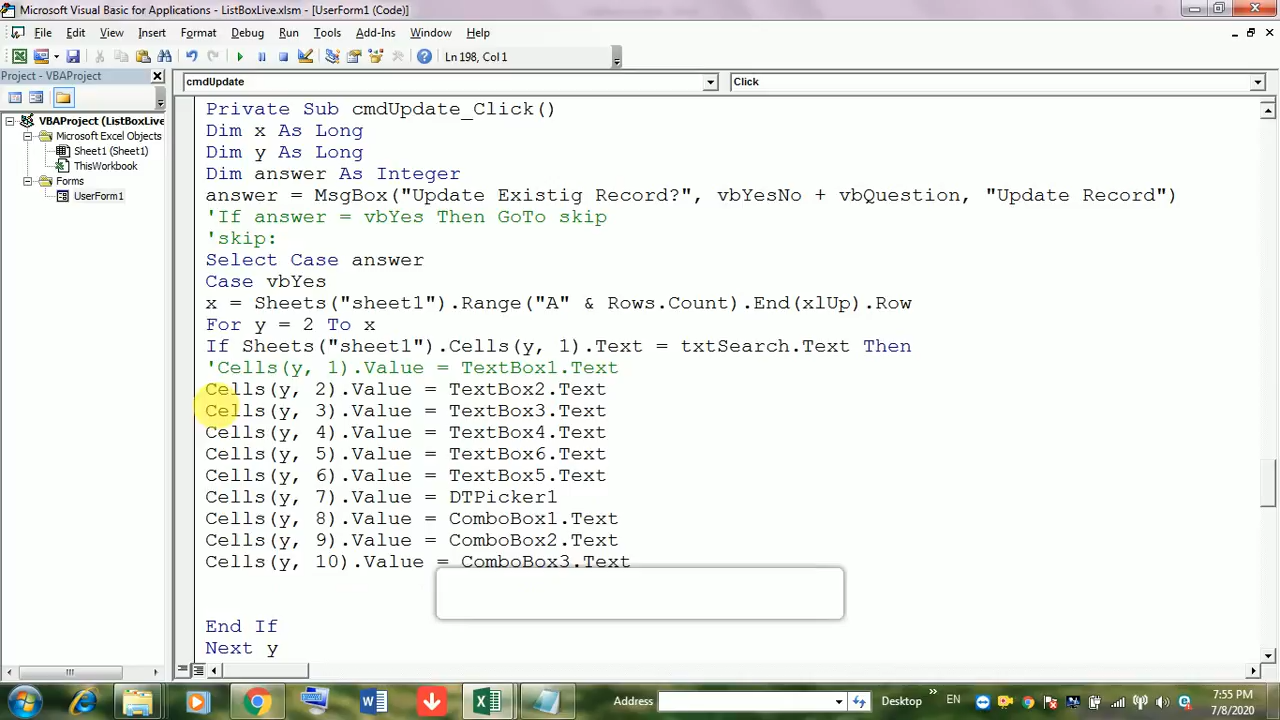 Microsoft Visual Basic for Applications - ListBoxLive.xlsm - [UserForm1 (Code)]
File Edit View Insert Format Debug Run Tools Add-Ins Window Help
Ln 198, Col 1
Project - VBAProject
cmdUpdate
Click
VBAProject (ListBoxLive
Microsoft Excel Objects
Sheet1 (Sheet1)
ThisWorkbook
Forms
UserForm1
Private Sub cmdUpdate_Click()
Dim x As Long
Dim y As Long
Dim answer As Integer
answer = MsgBox("Update Existig Record?", vbYesNo + vbQuestion, "Update Record")
'If answer = vbYes Then GoTo skip
'skip:
Select Case answer
Case vbYes
x = Sheets("sheet1").Range("A" & Rows.Count).End(xlUp).Row
For y = 2 To x
If Sheets("sheet1").Cells(y, 1).Text = txtSearch.Text Then
'Cells(y, 1).Value = TextBox1.Text
Cells(y, 2).Value = TextBox2.Text
Cells(y, 3).Value = TextBox3.Text
Cells(y, 4).Value = TextBox4.Text
Cells(y, 5).Value = TextBox6.Text
Cells(y, 6).Value = TextBox5.Text
Cells(y, 7).Value = DTPicker1
Cells(y, 8).Value = ComboBox1.Text
Cells(y, 9).Value = ComboBox2.Text
Cells(y, 10).Value = ComboBox3.Text
End If
Next y
Address
Desktop
EN
7:55 PM
7/8/2020